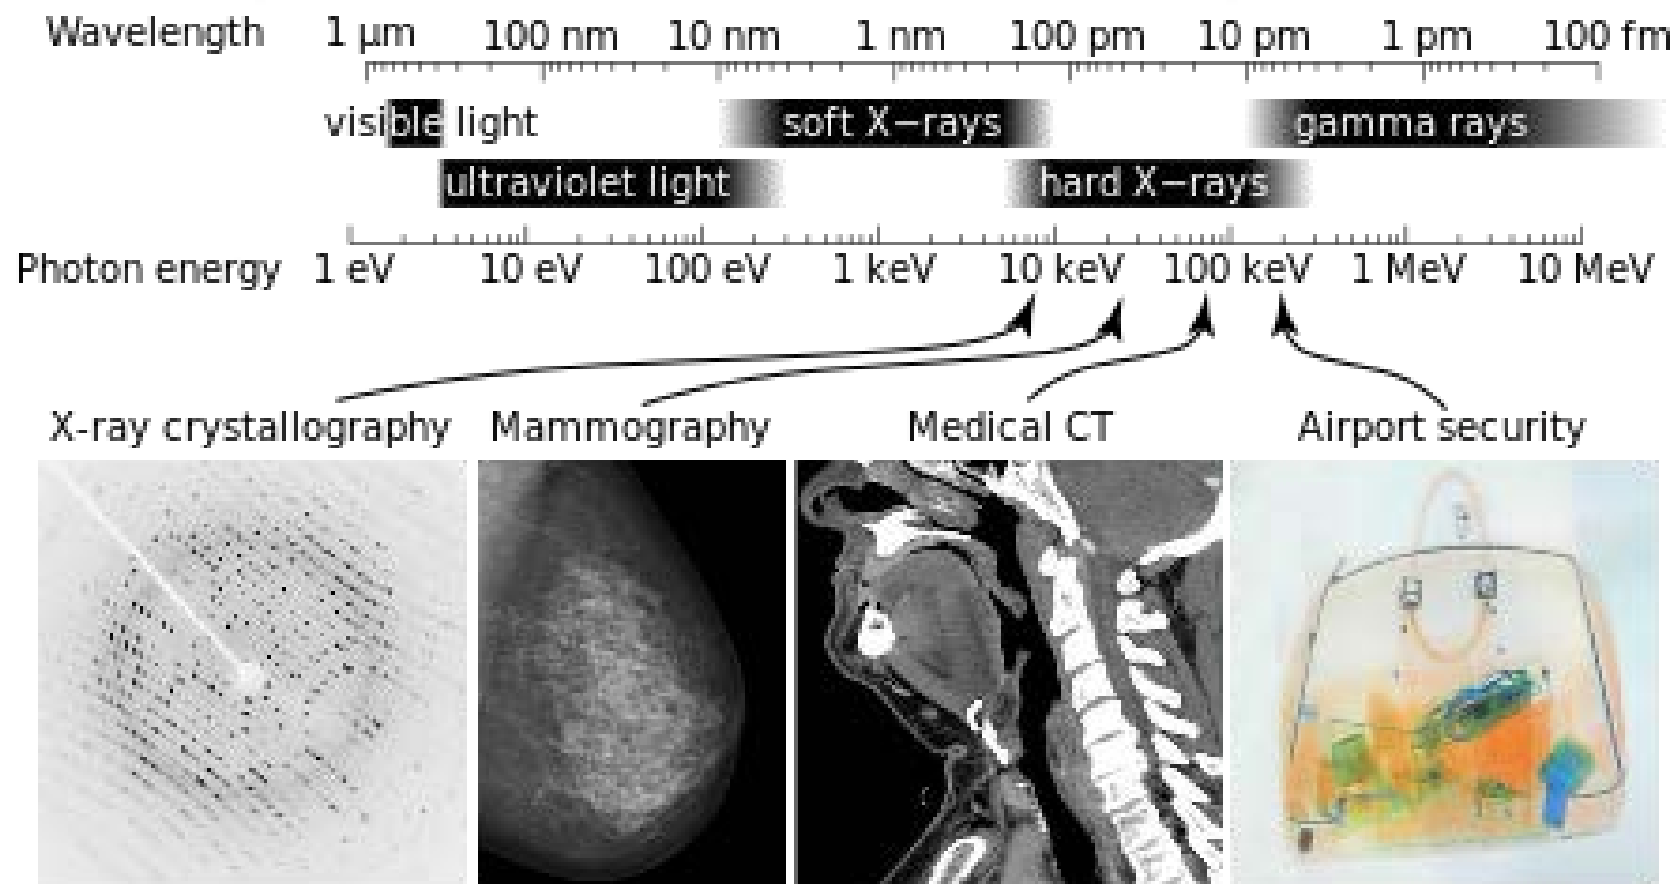 Wavelength 1 µm 100 nm 10 nm 1 nm 100 pm 10 pm 1 pm 100 fm
visible light soft X−rays gamma rays
ultraviolet light hard X−rays
Photon energy 1 eV 10 eV 100 eV 1 keV 10 keV 100 keV 1 MeV 10 MeV
X-ray crystallography Mammography Medical CT Airport security